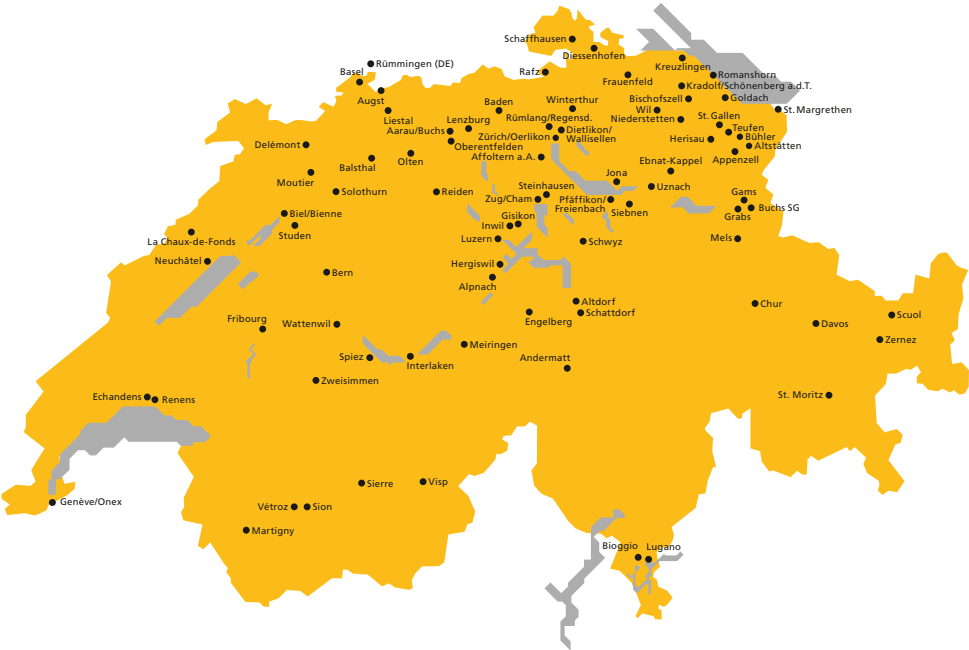 Schaffhausen
Diessenhofen
Rümmingen (DE)
Basel
Rafz
Kreuzlingen
Romanshorn
Frauenfeld
Kradolf/Schönenberg a.d.T.
Augst
Baden
Winterthur
Bischofszell
Goldach
Liestal
Wil
St. Margrethen
Lenzburg
Rümlang/Regensd.
Niederstetten
St. Gallen
Aarau/Buchs
Dietlikon/
Wallisellen
Teufen
Zürich/Oerlikon
Bühler
Delémont
Oberentfelden
Herisau
Altstätten
Olten
Affoltern a.A.
Appenzell
Balsthal
Ebnat-Kappel
Moutier
Jona
Solothurn
Reiden
Steinhausen
Uznach
Gams
Zug/Cham
Pfäffikon/
Freienbach
Siebnen
Buchs SG
Biel/Bienne
Gisikon
Grabs
Studen
Inwil
La Chaux-de-Fonds
Luzern
Schwyz
Mels
Neuchâtel
Hergiswil
Bern
Alpnach
Altdorf
Chur
Fribourg
Wattenwil
Engelberg
Schattdorf
Davos
Scuol
Meiringen
Zernez
Spiez
Interlaken
Andermatt
Zweisimmen
Echandens
Renens
St. Moritz
Sierre
Visp
Genève/Onex
Vétroz
Sion
Martigny
Bioggio
Lugano